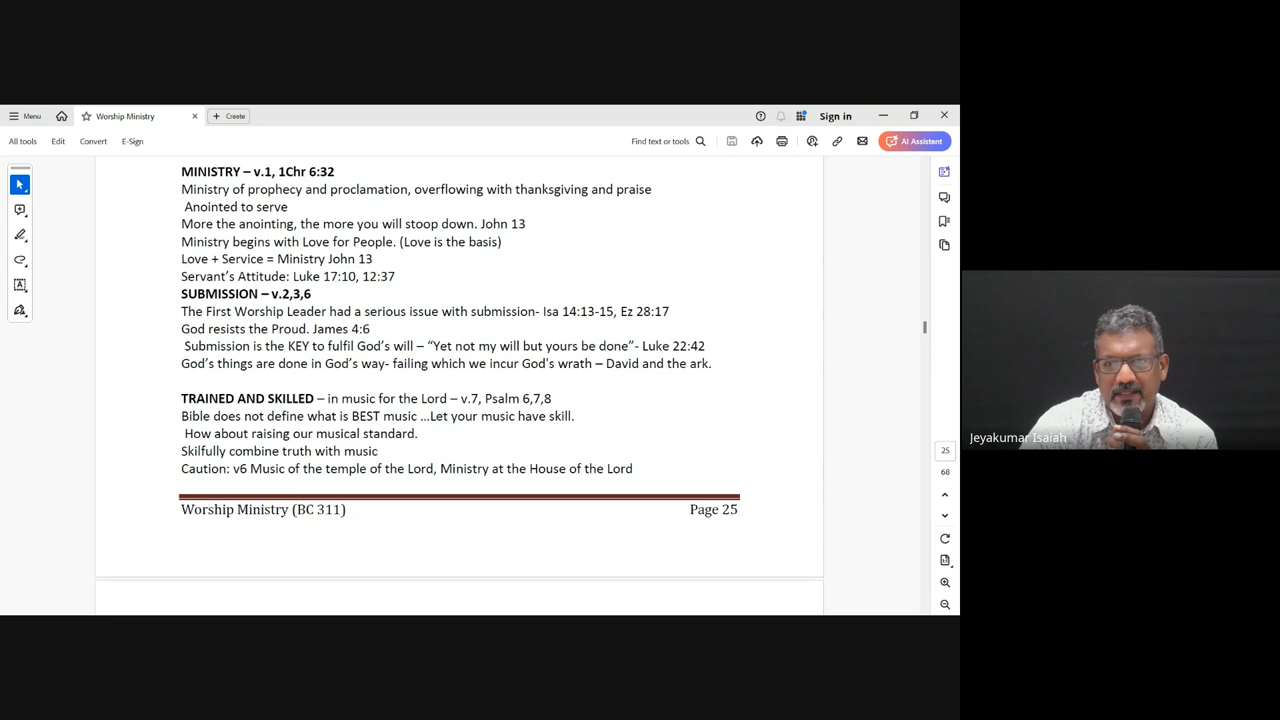 Menu
Worship Ministry
Create
Sign in
All tools
Edit
Convert
E-Sign
Find text or tools
AI Assistant
MINISTRY – v.1, 1Chr 6:32
Ministry of prophecy and proclamation, overflowing with thanksgiving and praise
Anointed to serve
More the anointing, the more you will stoop down. John 13
Ministry begins with Love for People. (Love is the basis)
Love + Service = Ministry John 13
Servant's Attitude: Luke 17:10, 12:37
SUBMISSION – v.2,3,6
The First Worship Leader had a serious issue with submission- Isa 14:13-15, Ez 28:17
God resists the Proud. James 4:6
Submission is the KEY to fulfil God's will – “Yet not my will but yours be done”- Luke 22:42
God's things are done in God's way- failing which we incur God's wrath – David and the ark.
TRAINED AND SKILLED – in music for the Lord – v.7, Psalm 6,7,8
Bible does not define what is BEST music ...Let your music have skill.
How about raising our musical standard.
Skilfully combine truth with music
Caution: v6 Music of the temple of the Lord, Ministry at the House of the Lord
Worship Ministry (BC 311)
Page 25
25
68
Jeyakumar Isaiah